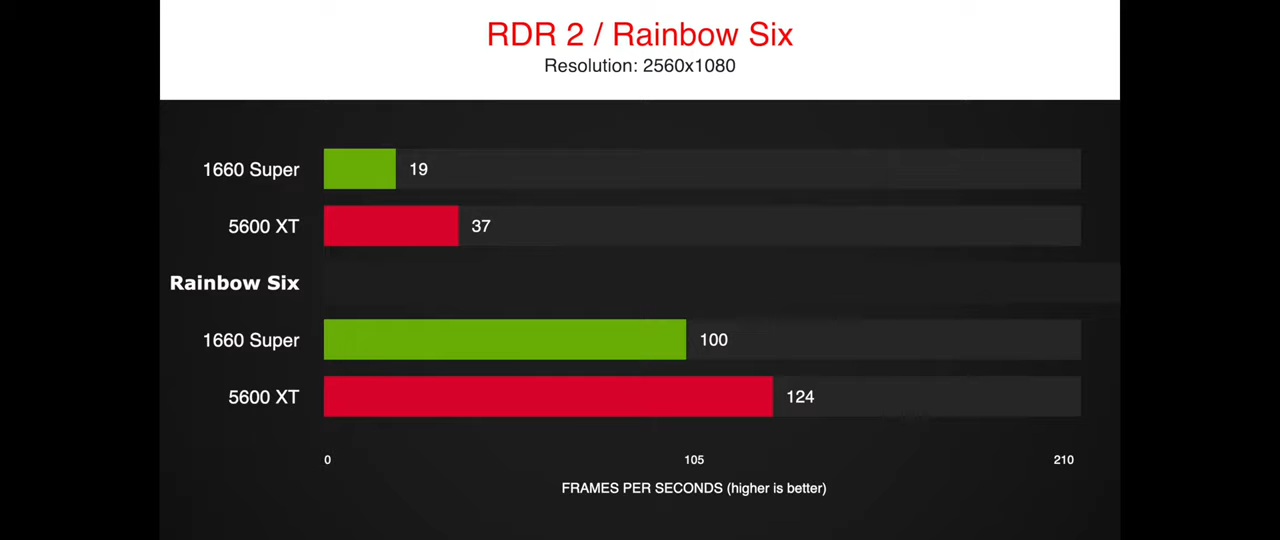 RDR 2 / Rainbow Six
Resolution: 2560x1080
1660 Super 19
5600 XT 37
Rainbow Six
1660 Super 100
5600 XT 124
0 105 210
FRAMES PER SECONDS (higher is better)